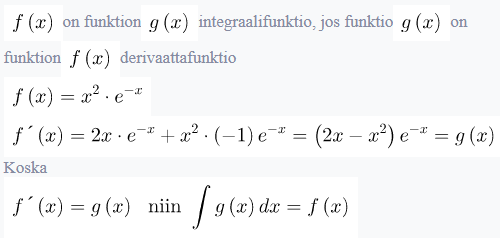 f (x) on funktion g (x) integraalifunktio, jos funktio g (x) on
funktion f (x) derivaattafunktio
f (x) = x² · e⁻ˣ
f ´ (x) = 2x · e⁻ˣ + x² · (−1) e⁻ˣ = (2x − x²) e⁻ˣ = g (x)
Koska
f ´ (x) = g (x) niin ∫ g (x) dx = f (x)